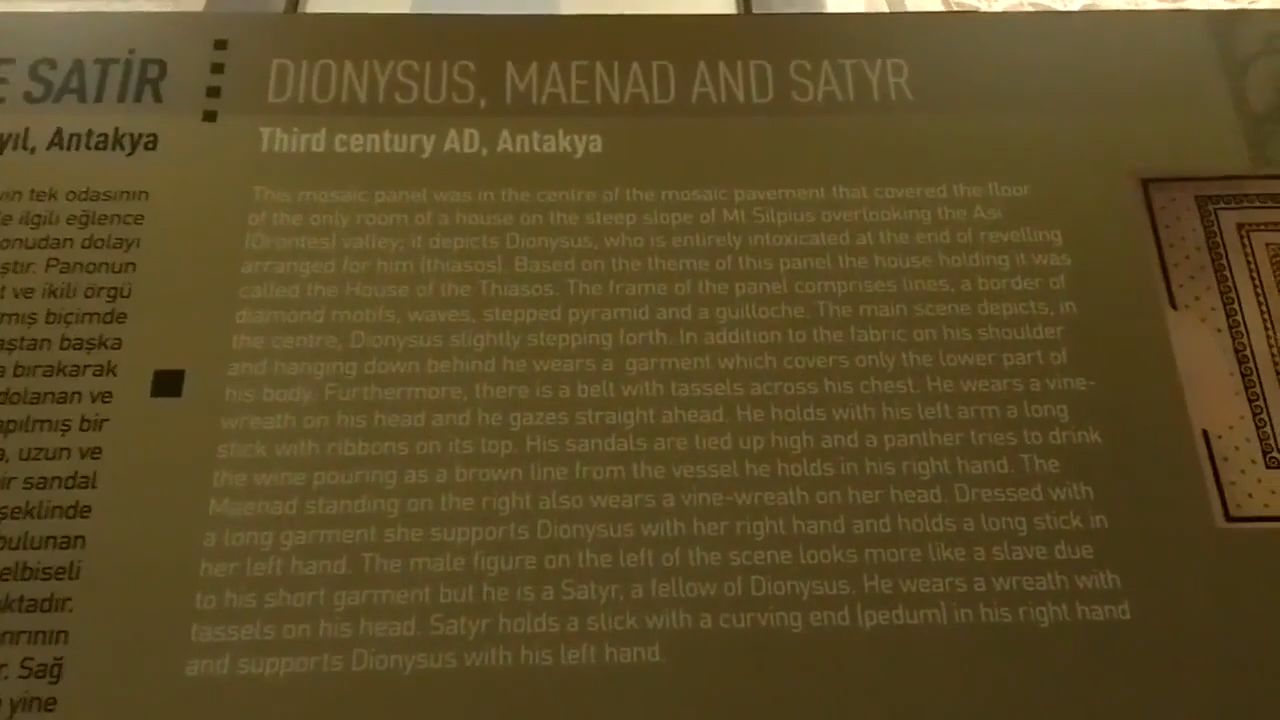 E SATİR
yıl, Antakya
vin tek odasının
le ilgili eğlence
onudan dolayı
ştır. Panonun
t ve ikili örgü
mış biçimde
aştan başka
a bırakarak
dolanan ve
apılmış bir
a, uzun ve
ir sandal
şeklinde
bulunan
elbiseli
ktadır.
nrının
r. Sağ
yine
DIONYSUS, MAENAD AND SATYR
Third century AD, Antakya
This mosaic panel was in the centre of the mosaic pavement that covered the floor
of the only room of a house on the steep slope of Mt Silpius overlooking the Asi
(Orontes) valley; it depicts Dionysus, who is entirely intoxicated at the end of revelling
arranged for him (thiasos). Based on the theme of this panel the house holding it was
called the House of the Thiasos. The frame of the panel comprises lines, a border of
diamond motifs, waves, stepped pyramid and a guilloche. The main scene depicts, in
the centre, Dionysus slightly stepping forth. In addition to the fabric on his shoulder
and hanging down behind he wears a garment which covers only the lower part of
his body. Furthermore, there is a belt with tassels across his chest. He wears a vine-
wreath on his head and he gazes straight ahead. He holds with his left arm a long
stick with ribbons on its top. His sandals are tied up high and a panther tries to drink
the wine pouring as a brown line from the vessel he holds in his right hand. The
Maenad standing on the right also wears a vine-wreath on her head. Dressed with
a long garment she supports Dionysus with her right hand and holds a long stick in
her left hand. The male figure on the left of the scene looks more like a slave due
to his short garment but he is a Satyr, a fellow of Dionysus. He wears a wreath with
tassels on his head. Satyr holds a slick with a curving end (pedum) in his right hand
and supports Dionysus with his left hand.